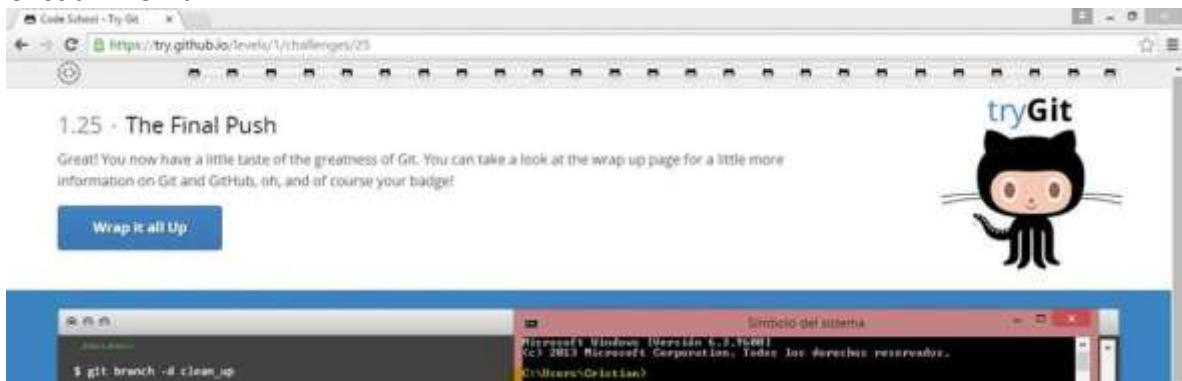 Code School - Try Git
https://try.github.io/levels/1/challenges/25
tryGit
1.25 · The Final Push
Great! You now have a little taste of the greatness of Git. You can take a look at the wrap up page for a little more
information on Git and GitHub, oh, and of course your badge!
Wrap it all Up
Símbolo del sistema
Microsoft Windows [Versión 6.3.9600]
(c) 2013 Microsoft Corporation. Todos los derechos reservados.
$ git branch -d clean_up
C:\Users\Cristian>